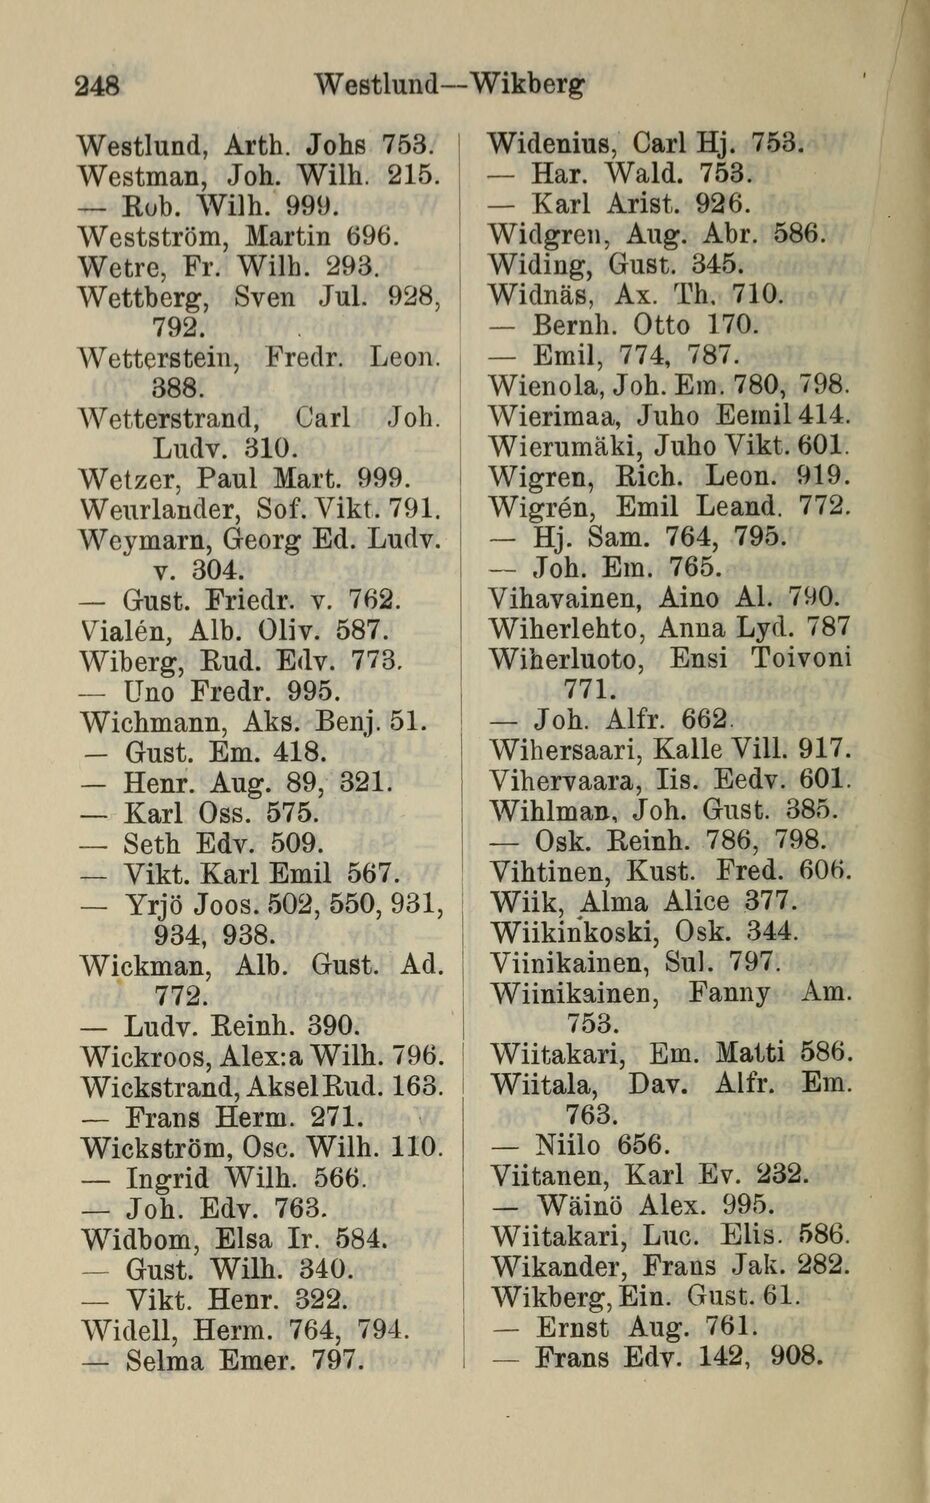 248
Westlund—Wikberg
Westlund, Arth. Johs 753.
Westman, Joh. Wilh. 215.
— Rob. Wilh. 999.
Westström, Martin 696.
Wetre, Fr. Wilh. 293.
Wettberg, Sven Jul. 928,
792.
Wetterstein, Fredr. Leon.
388.
Wetterstrand, Carl Joh.
Ludv. 310.
Wetzer, Paul Mart. 999.
Weurlander, Sof. Vikt. 791.
Weymarn, Georg Ed. Ludv.
v. 304.
— Gust. Friedr. v. 762.
Vialén, Alb. Oliv. 587.
Wiberg, Rud. Edv. 773.
— Uno Fredr. 995.
Wichmann, Aks. Benj. 51.
— Gust. Em. 418.
— Henr. Aug. 89, 321.
— Karl Oss. 575.
— Seth Edv. 509.
— Vikt. Karl Emil 567.
— Yrjö Joos. 502, 550, 931,
934, 938.
Wickman, Alb. Gust. Ad.
772.
— Ludv. Reinh. 390.
Wickroos, Alex:a Wilh. 796.
Wickstrand, Aksel Rud. 163.
— Frans Herm. 271.
Wickström, Osc. Wilh. 110.
— Ingrid Wilh. 566.
— Joh. Edv. 763.
Widbom, Elsa Ir. 584.
— Gust. Wilh. 340.
— Vikt. Henr. 322.
Widell, Herm. 764, 794.
— Selma Emer. 797.
Widenius, Carl Hj. 753.
— Har. Wald. 753.
— Karl Arist. 926.
Widgren, Aug. Abr. 586.
Widing, Gust. 345.
Widnäs, Ax. Th. 710.
— Bernh. Otto 170.
— Emil, 774, 787.
Wienola, Joh. Em. 780, 798.
Wierimaa, Juho Eemil 414.
Wierumäki, Juho Vikt. 601.
Wigren, Rich. Leon. 919.
Wigrén, Emil Leand. 772.
— Hj. Sam. 764, 795.
— Joh. Em. 765.
Vihavainen, Aino Al. 790.
Wiherlehto, Anna Lyd. 787
Wiherluoto, Ensi Toivoni
771.
— Joh. Alfr. 662.
Wihersaari, Kalle Vill. 917.
Vihervaara, Iis. Eedv. 601.
Wihlman, Joh. Gust. 385.
— Osk. Reinh. 786, 798.
Vihtinen, Kust. Fred. 606.
Wiik, Alma Alice 377.
Wiikinkoski, Osk. 344.
Viinikainen, Sul. 797.
Wiinikainen, Fanny Am.
753.
Wiitakari, Em. Matti 586.
Wiitala, Dav. Alfr. Em.
763.
— Niilo 656.
Viitanen, Karl Ev. 232.
— Wäinö Alex. 995.
Wiitakari, Luc. Elis. 586.
Wikander, Frans Jak. 282.
Wikberg, Ein. Gust. 61.
— Ernst Aug. 761.
— Frans Edv. 142, 908.